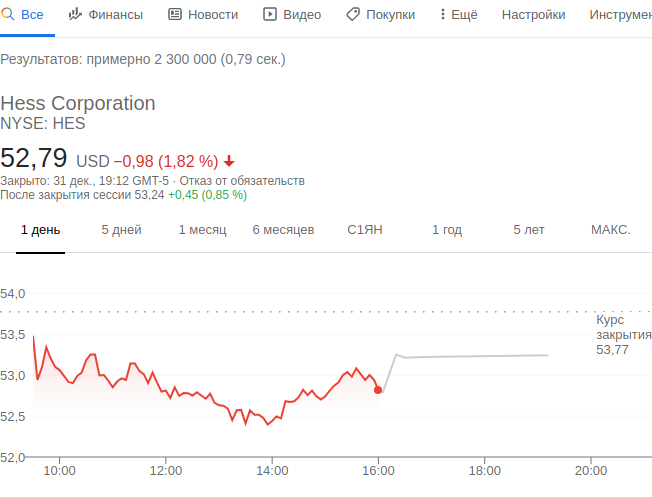 Все Финансы Новости Видео Покупки Ещё Настройки
Результатов: примерно 2 300 000 (0,79 сек.)
Hess Corporation
NYSE: HES
52,79 USD −0,98 (1,82 %)
Закрыто: 31 дек., 19:12 GMT-5 · Отказ от обязательств
После закрытия сессии 53,24 +0,45 (0,85 %)
1 день 5 дней 1 месяц 6 месяцев С1ЯН 1 год 5 лет МАКС.
54,0
53,5
53,0
52,5
52,0
Курс
закрытия
53,77
10:00 12:00 14:00 16:00 18:00 20:00